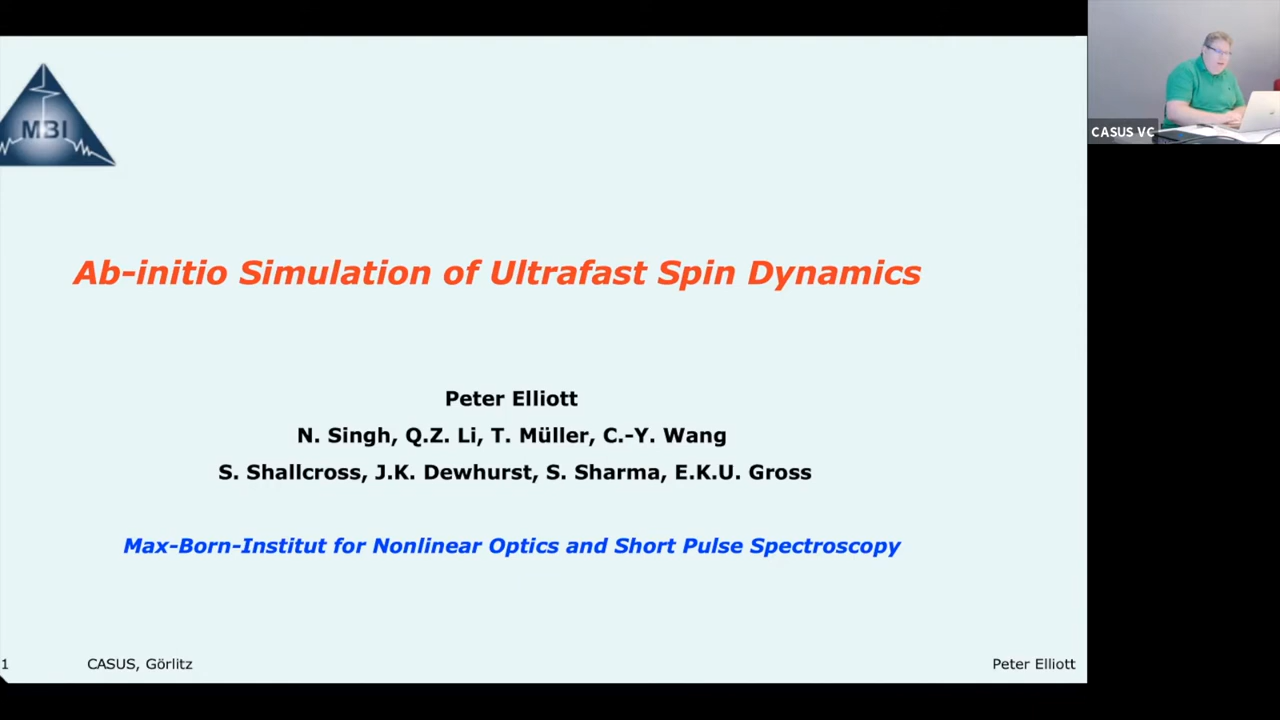 MBI
CASUS VC
Ab-initio Simulation of Ultrafast Spin Dynamics
Peter Elliott
N. Singh, Q.Z. Li, T. Müller, C.-Y. Wang
S. Shallcross, J.K. Dewhurst, S. Sharma, E.K.U. Gross
Max-Born-Institut for Nonlinear Optics and Short Pulse Spectroscopy
1 CASUS, Görlitz Peter Elliott